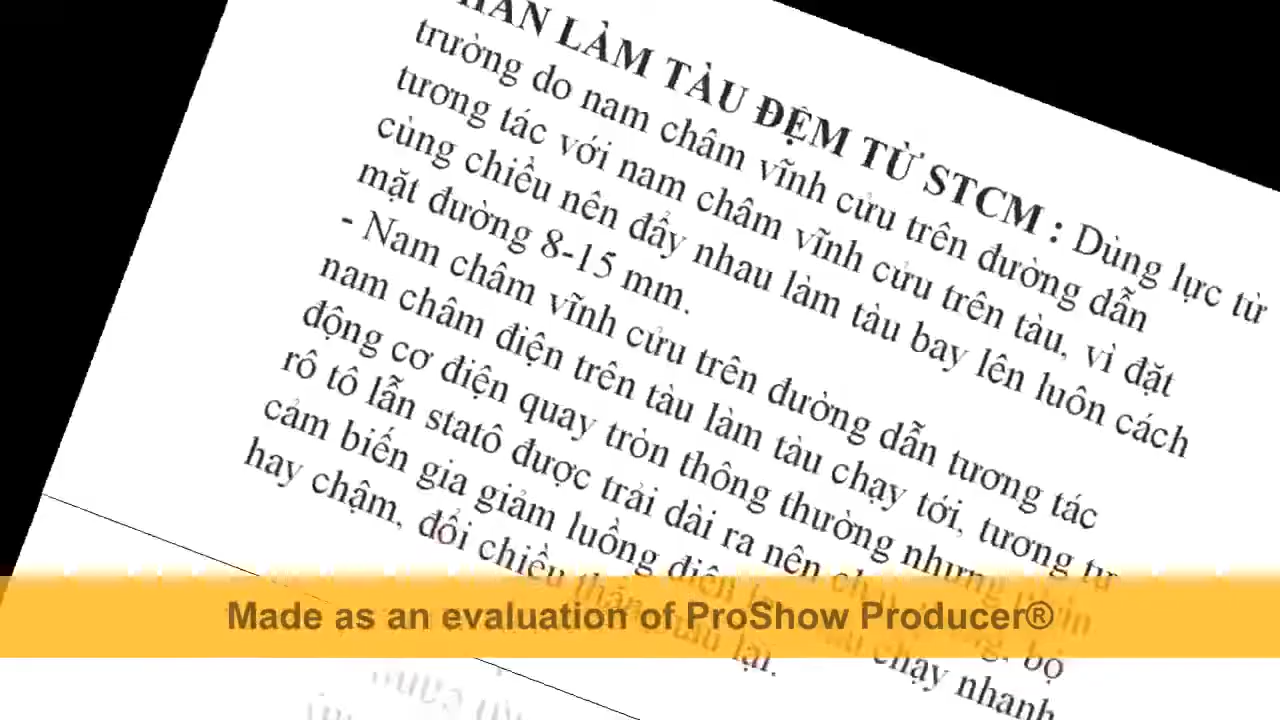 LÀM TÀU ĐỆM TỪ STCM : Dùng lực từ
trường do nam châm vĩnh cửu trên đường dẫn
tương tác với nam châm vĩnh cửu trên tàu, vì đặt
cùng chiều nên đẩy nhau làm tàu bay lên luôn cách
mặt đường 8-15 mm.
- Nam châm vĩnh cửu trên đường dẫn tương tác
nam châm điện trên tàu làm tàu chạy tới, tương tự
động cơ điện quay tròn thông thường nhưng
rô tô lẫn statô được trải dài ra nên bộ
cảm biến gia giảm luồng điện chạy nhanh
hay chậm, đổi chiều lại.
Made as an evaluation of ProShow Producer®